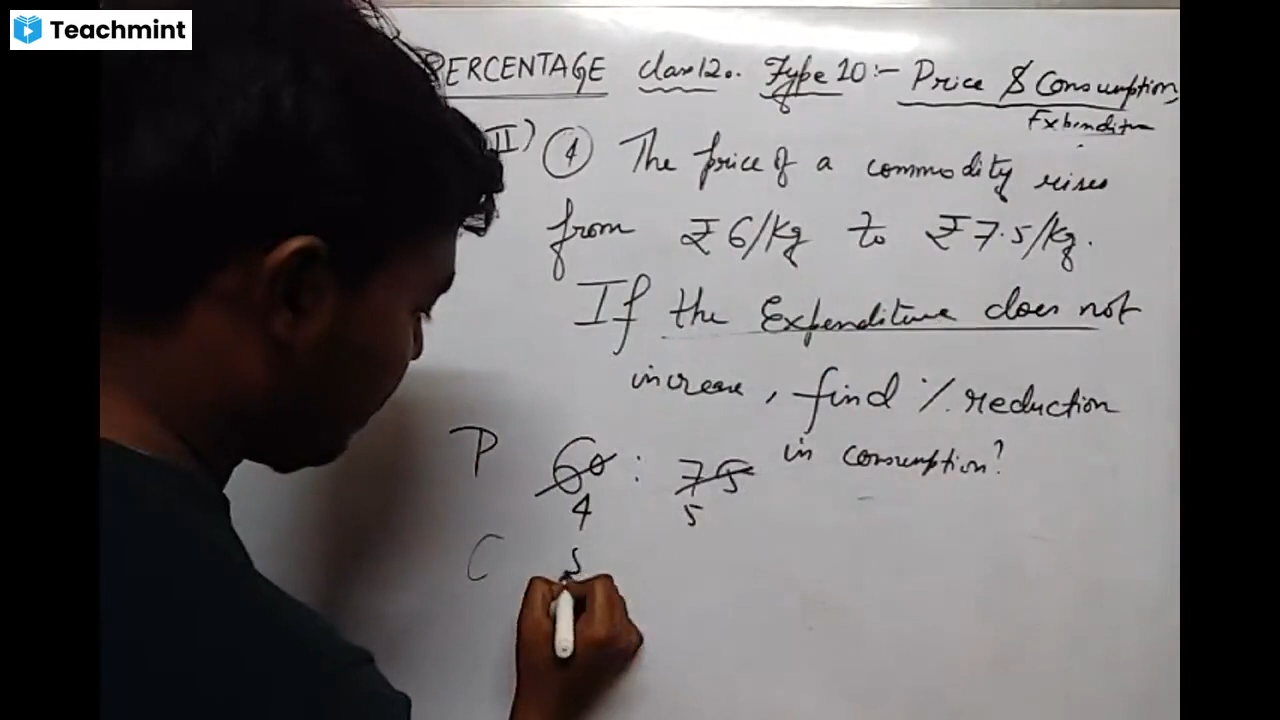 Teachmint
PERCENTAGE Class 12. Type 10:- Price & Consumption,
Expenditure
II) 4 The price of a commodity rises
from ₹6/Kg to ₹7.5/Kg.
If the Expenditure does not
increase, find % reduction
in consumption?
P 60 : 75
4 5
C 5